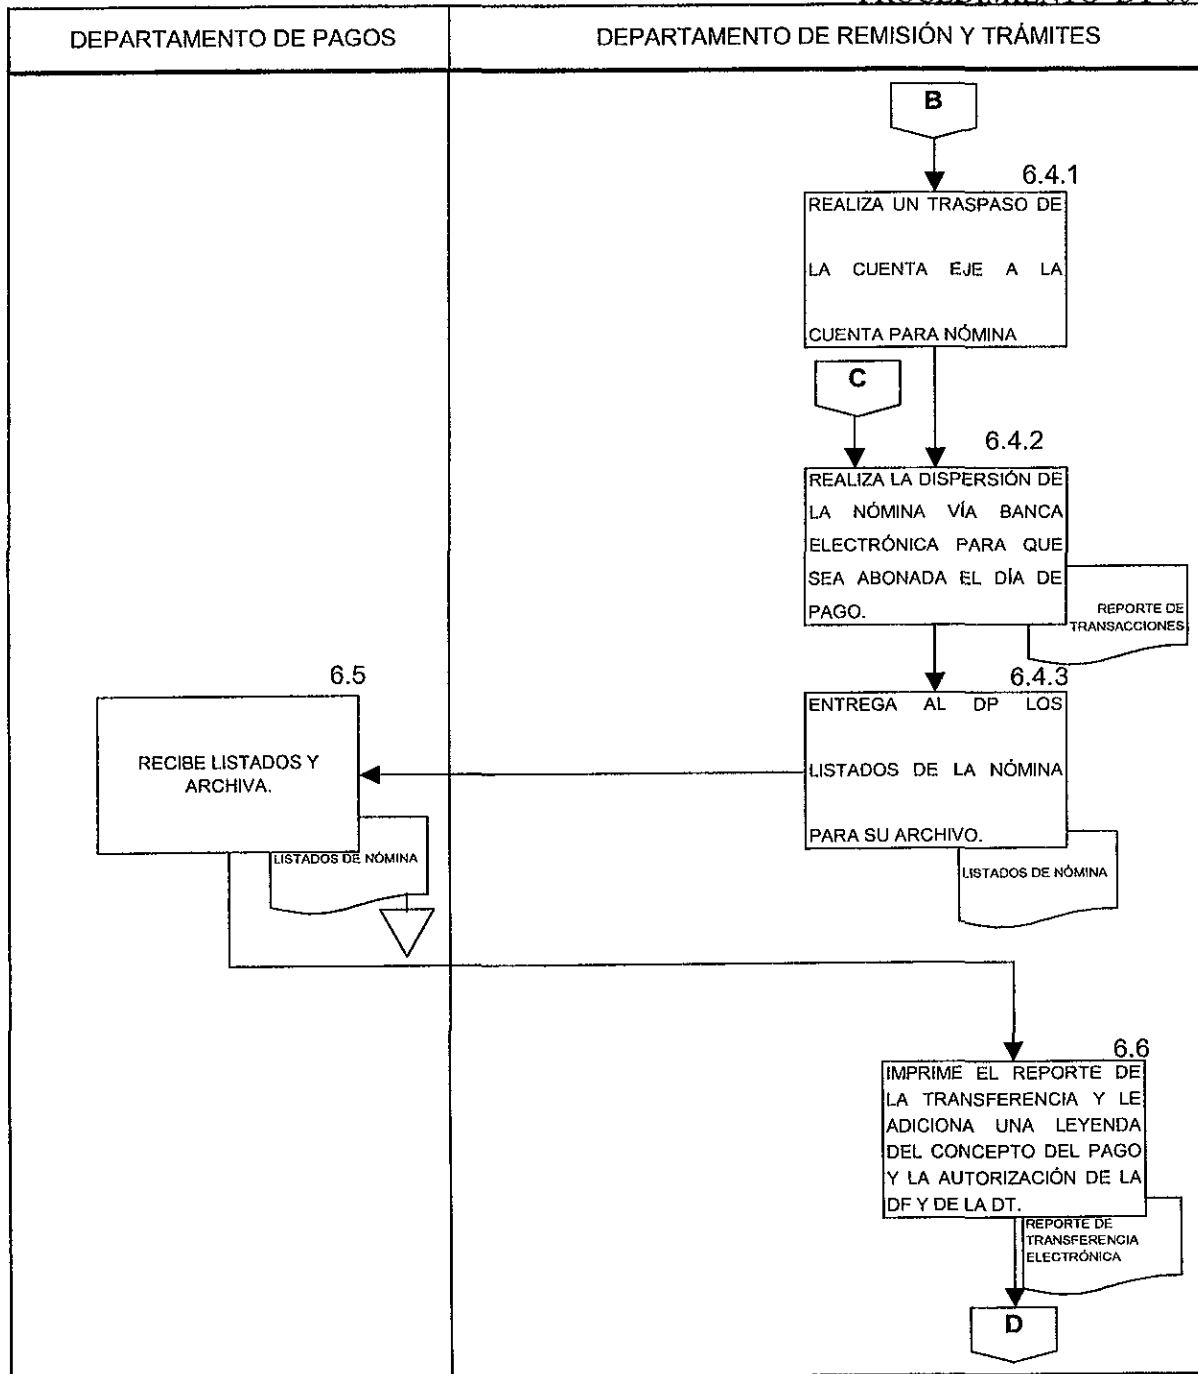 DEPARTAMENTO DE PAGOS
DEPARTAMENTO DE REMISIÓN Y TRÁMITES
B
6.4.1
REALIZA UN TRASPASO DE
LA CUENTA EJE A LA
CUENTA PARA NÓMINA
C
6.4.2
REALIZA LA DISPERSIÓN DE
LA NÓMINA VÍA BANCA
ELECTRÓNICA PARA QUE
SEA ABONADA EL DÍA DE
PAGO.
REPORTE DE
TRANSACCIONES
6.4.3
ENTREGA AL DP LOS
LISTADOS DE LA NÓMINA
PARA SU ARCHIVO.
LISTADOS DE NÓMINA
6.5
RECIBE LISTADOS Y
ARCHIVA.
LISTADOS DE NÓMINA
6.6
IMPRIME EL REPORTE DE
LA TRANSFERENCIA Y LE
ADICIONA UNA LEYENDA
DEL CONCEPTO DEL PAGO
Y LA AUTORIZACIÓN DE LA
DF Y DE LA DT.
REPORTE DE
TRANSFERENCIA
ELECTRÓNICA
D